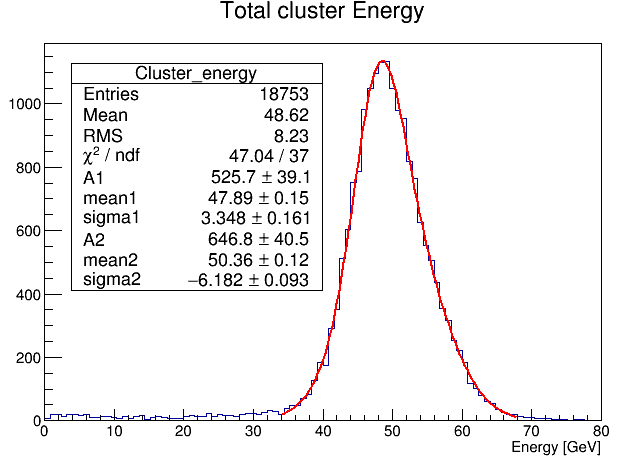 Total cluster Energy
Cluster_energy
Entries 18753
Mean 48.62
RMS 8.23
χ² / ndf 47.04 / 37
A1 525.7 ± 39.1
mean1 47.89 ± 0.15
sigma1 3.348 ± 0.161
A2 646.8 ± 40.5
mean2 50.36 ± 0.12
sigma2 −6.182 ± 0.093
1000
800
600
400
200
0
0 10 20 30 40 50 60 70 80
Energy [GeV]